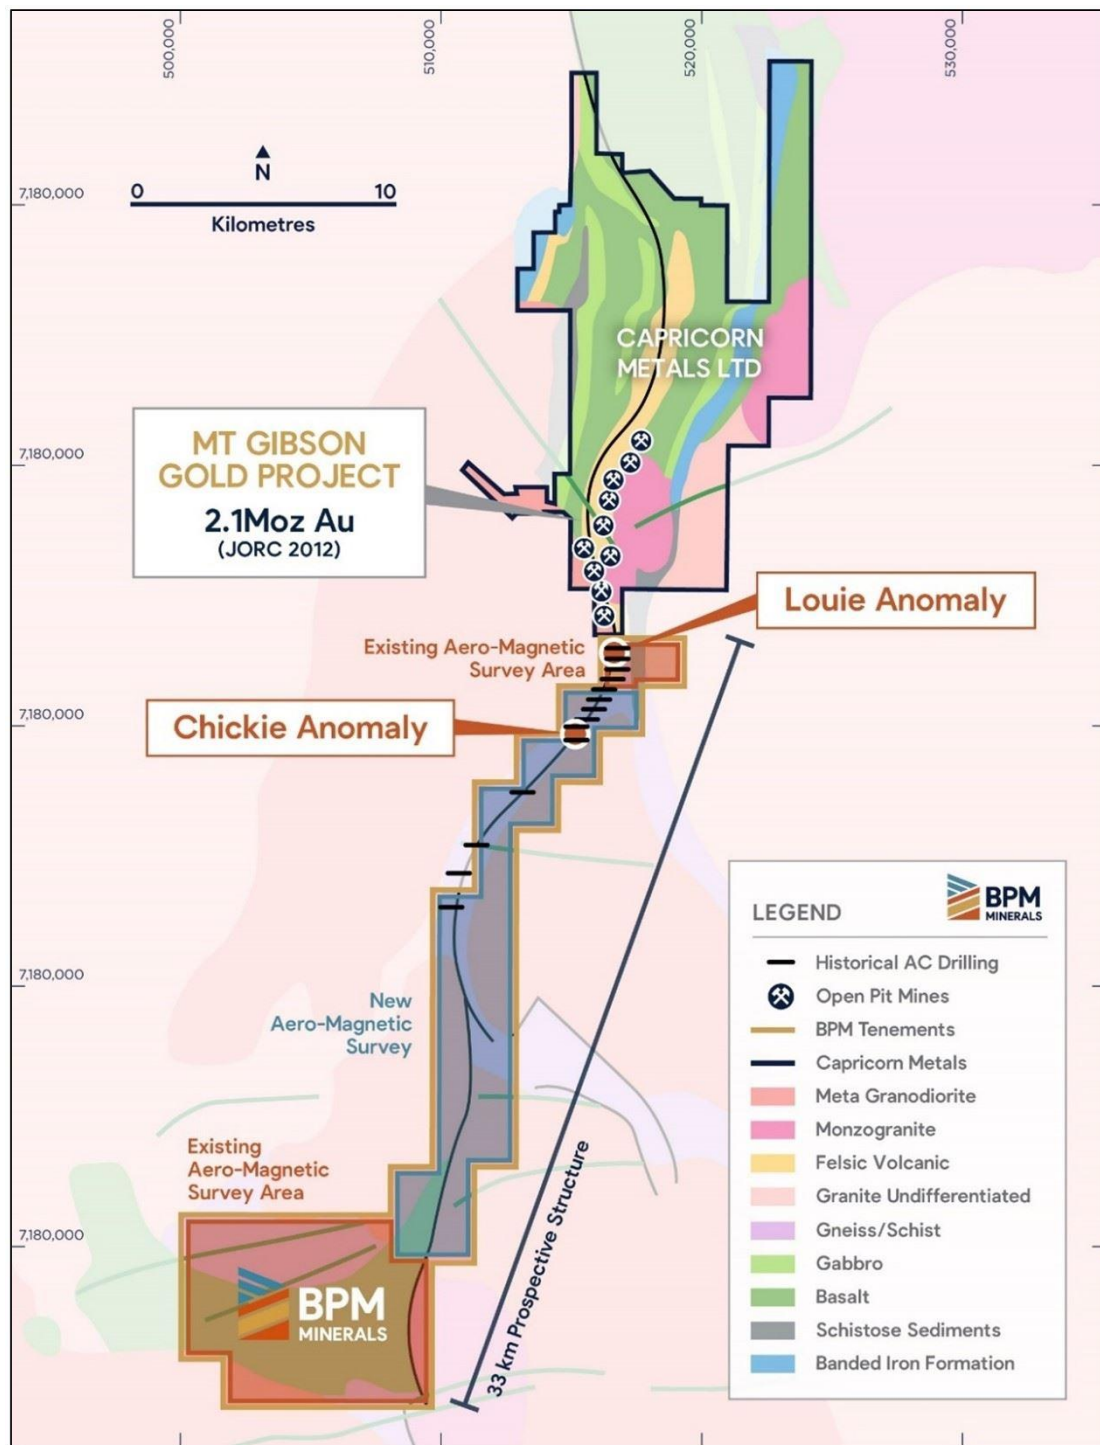 500,000
510,000
520,000
530,000
N
0
10
Kilometres
7,180,000
CAPRICORN
METALS LTD
7,180,000
MT GIBSON
GOLD PROJECT
2.1Moz Au
(JORC 2012)
Louie Anomaly
Existing Aero-Magnetic
Survey Area
Chickie Anomaly
7,180,000
7,180,000
New
Aero-Magnetic
Survey
Existing
Aero-Magnetic
Survey Area
7,180,000
BPM
MINERALS
33 km Prospective Structure
LEGEND
BPM
MINERALS
Historical AC Drilling
Open Pit Mines
BPM Tenements
Capricorn Metals
Meta Granodiorite
Monzogranite
Felsic Volcanic
Granite Undifferentiated
Gneiss/Schist
Gabbro
Basalt
Schistose Sediments
Banded Iron Formation